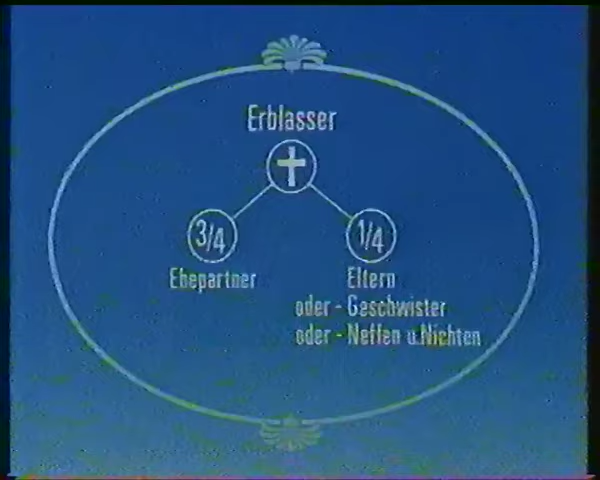 Erblasser
3/4
1/4
Ehepartner
Eltern
oder - Geschwister
oder - Neffen u.Nichten